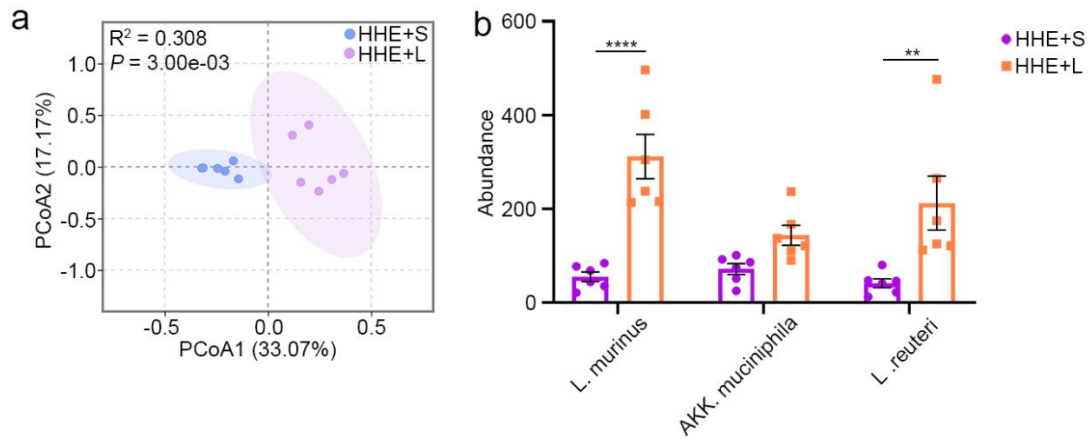 a
R² = 0.308
P = 3.00e-03
HHE+S
HHE+L
1.0
0.5
0.0
-0.5
-1.0
PCoA2 (17.17%)
-0.5
0.0
0.5
PCoA1 (33.07%)
b
600
400
200
0
Abundance
****
**
HHE+S
HHE+L
L. murinus
AKK. muciniphila
L .reuteri